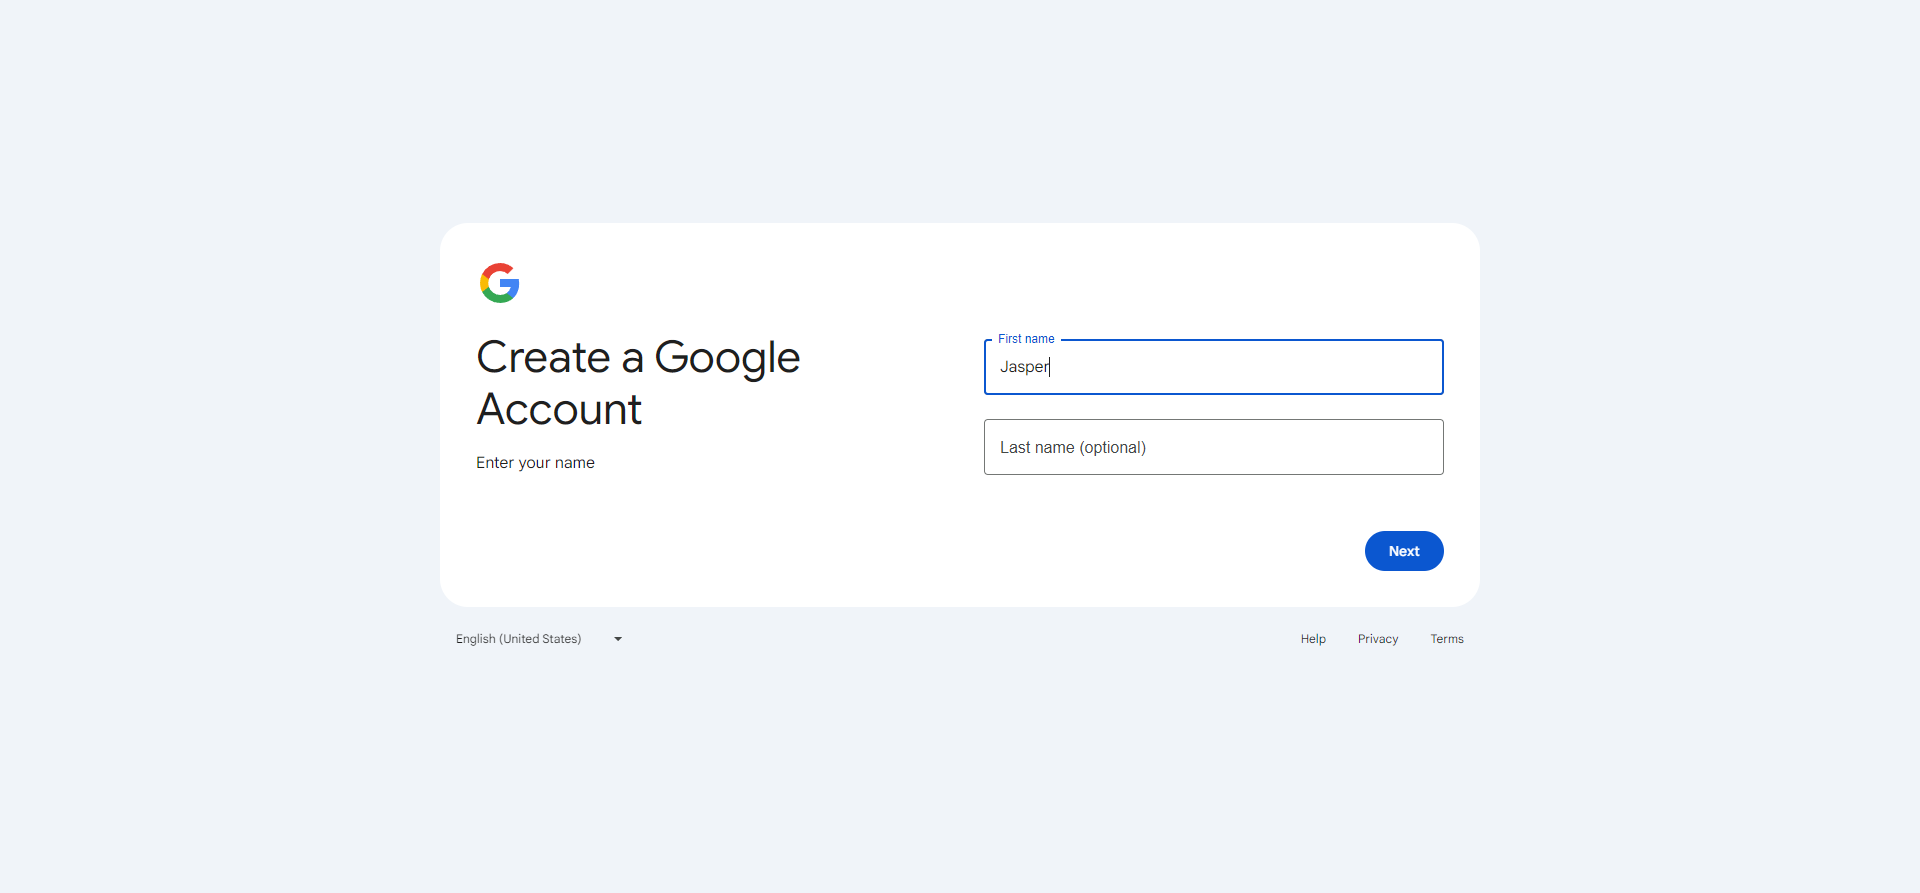 Create a Google
Account
Enter your name
First name
Jasper
Last name (optional)
Next
English (United States)
Help
Privacy
Terms